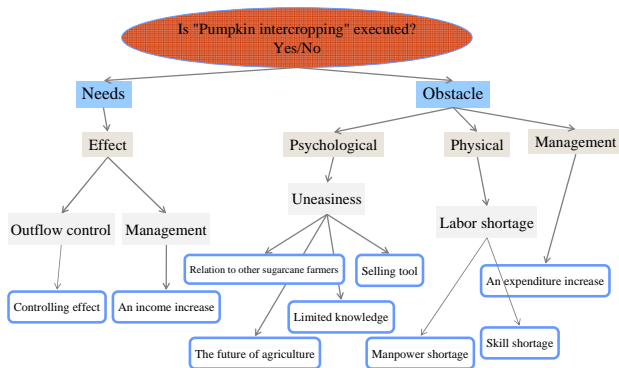 Is "Pumpkin intercropping" executed?
Yes/No
Needs
Obstacle
Effect
Psychological
Physical
Management
Uneasiness
Outflow control
Management
Labor shortage
Relation to other sugarcane farmers
Selling tool
An expenditure increase
Controlling effect
An income increase
Limited knowledge
The future of agriculture
Manpower shortage
Skill shortage